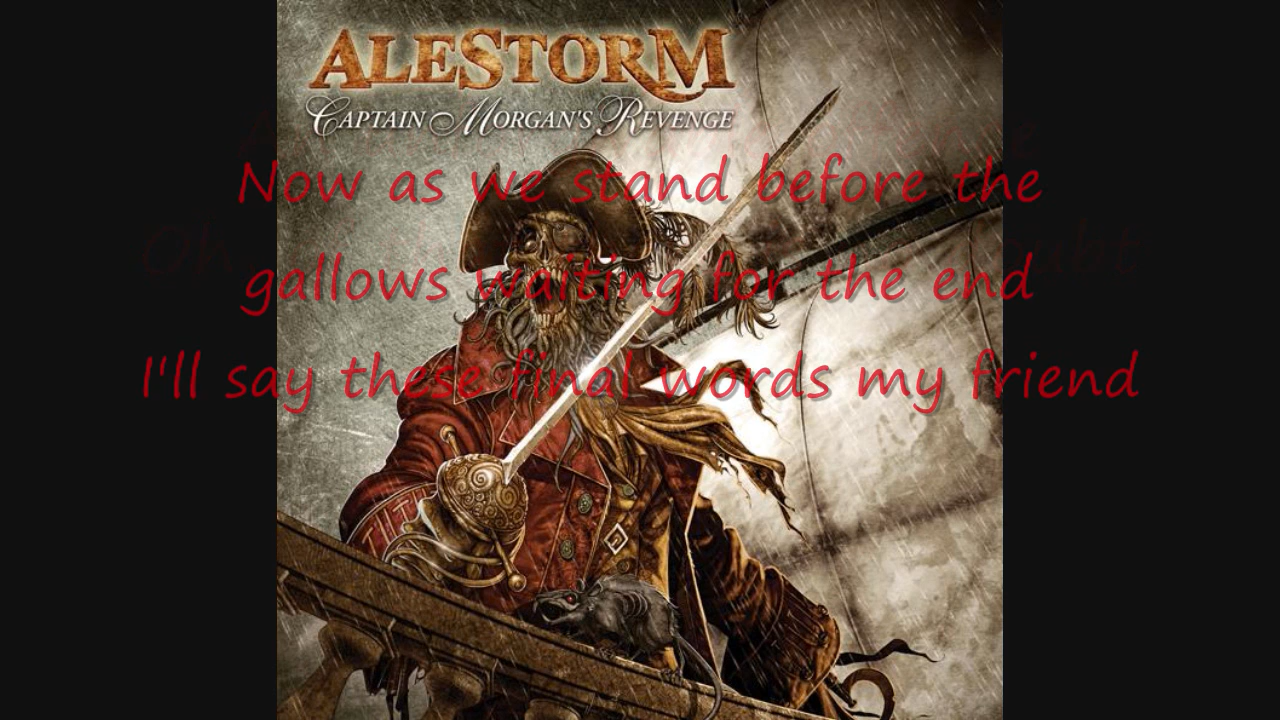 ALESTORM
CAPTAIN MORGAN'S REVENGE
Now as we stand before the
gallows waiting for the end
I'll say these final words my friend